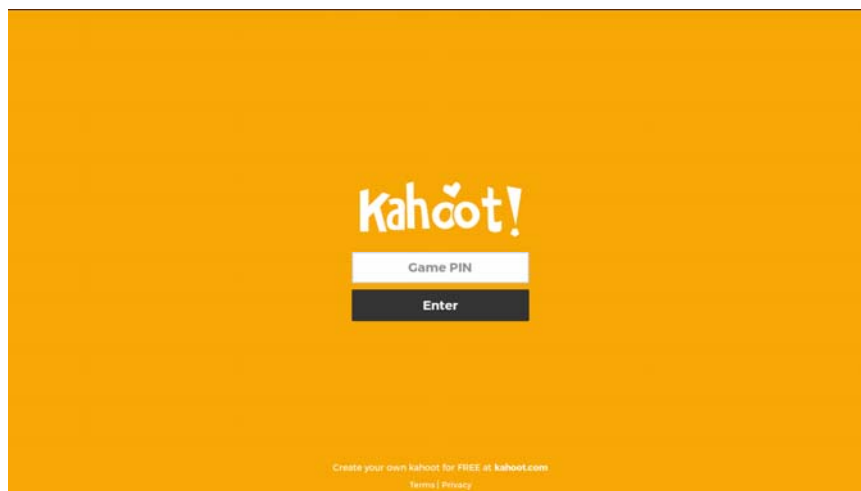 Kahoot!
Game PIN
Enter
Create your own kahoot for FREE at kahoot.com
Terms | Privacy